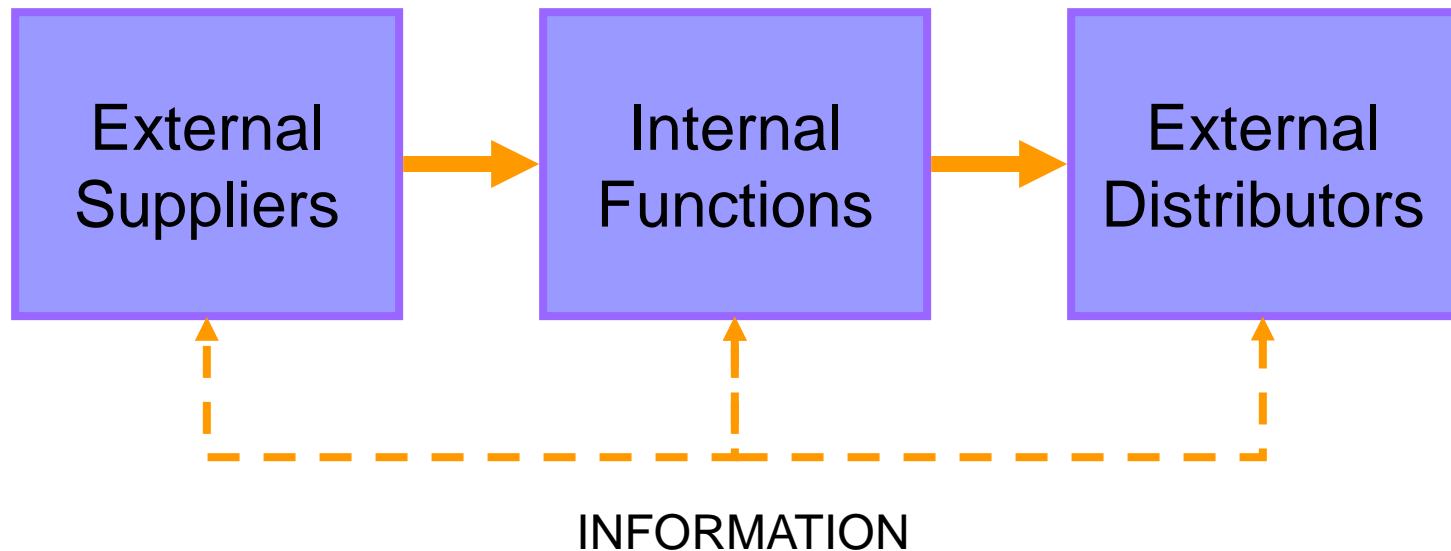 External
Suppliers
Internal
Functions
External
Distributors
INFORMATION